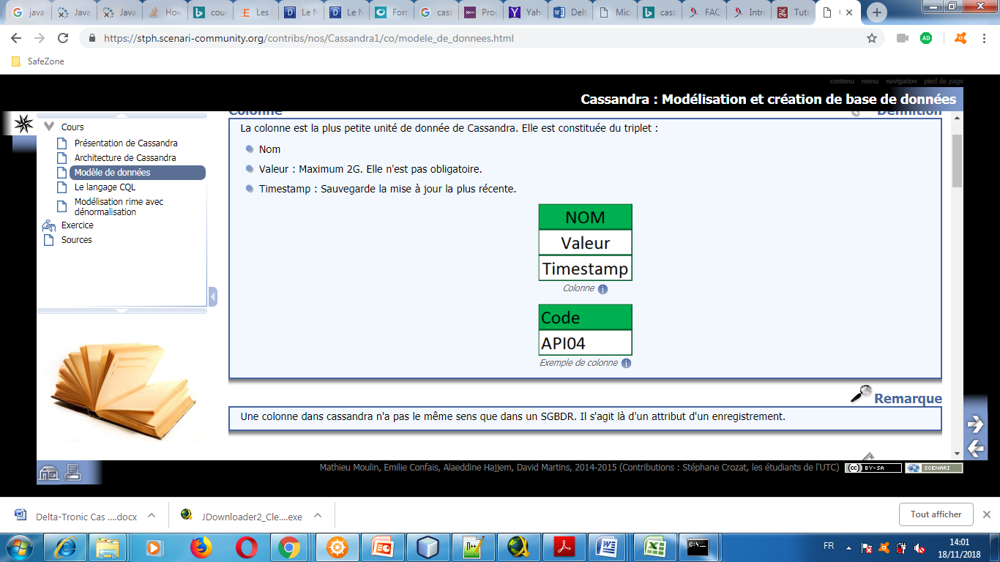 java
Java
Java
How
cour
Les
Le N
Le N
For
cass
Prog
Yah
Delt
Mic
cass
FAQ
Intro
Tuto
https://stph.scenari-community.org/contribs/nos/Cassandra1/co/modele_de_donnees.html
SafeZone
contenu menu navigation pied de page
Cassandra : Modélisation et création de base de données
Cours
Présentation de Cassandra
Architecture de Cassandra
Modèle de données
Le langage CQL
Modélisation rime avec
dénormalisation
Exercice
Sources
Colonne
Définition
La colonne est la plus petite unité de donnée de Cassandra. Elle est constituée du triplet :
Nom
Valeur : Maximum 2G. Elle n'est pas obligatoire.
Timestamp : Sauvegarde la mise à jour la plus récente.
NOM
Valeur
Timestamp
Colonne
Code
API04
Exemple de colonne
Remarque
Une colonne dans cassandra n'a pas le même sens que dans un SGBDR. Il s'agit là d'un attribut d'un enregistrement.
Mathieu Moulin, Emilie Confais, Alaeddine Hajjem, David Martins, 2014-2015 (Contributions : Stéphane Crozat, les étudiants de l'UTC)
cc BY-SA
SCENARI
Delta-Tronic Cas ....docx
JDownloader2_Cle....exe
Tout afficher
FR
14:01
18/11/2018